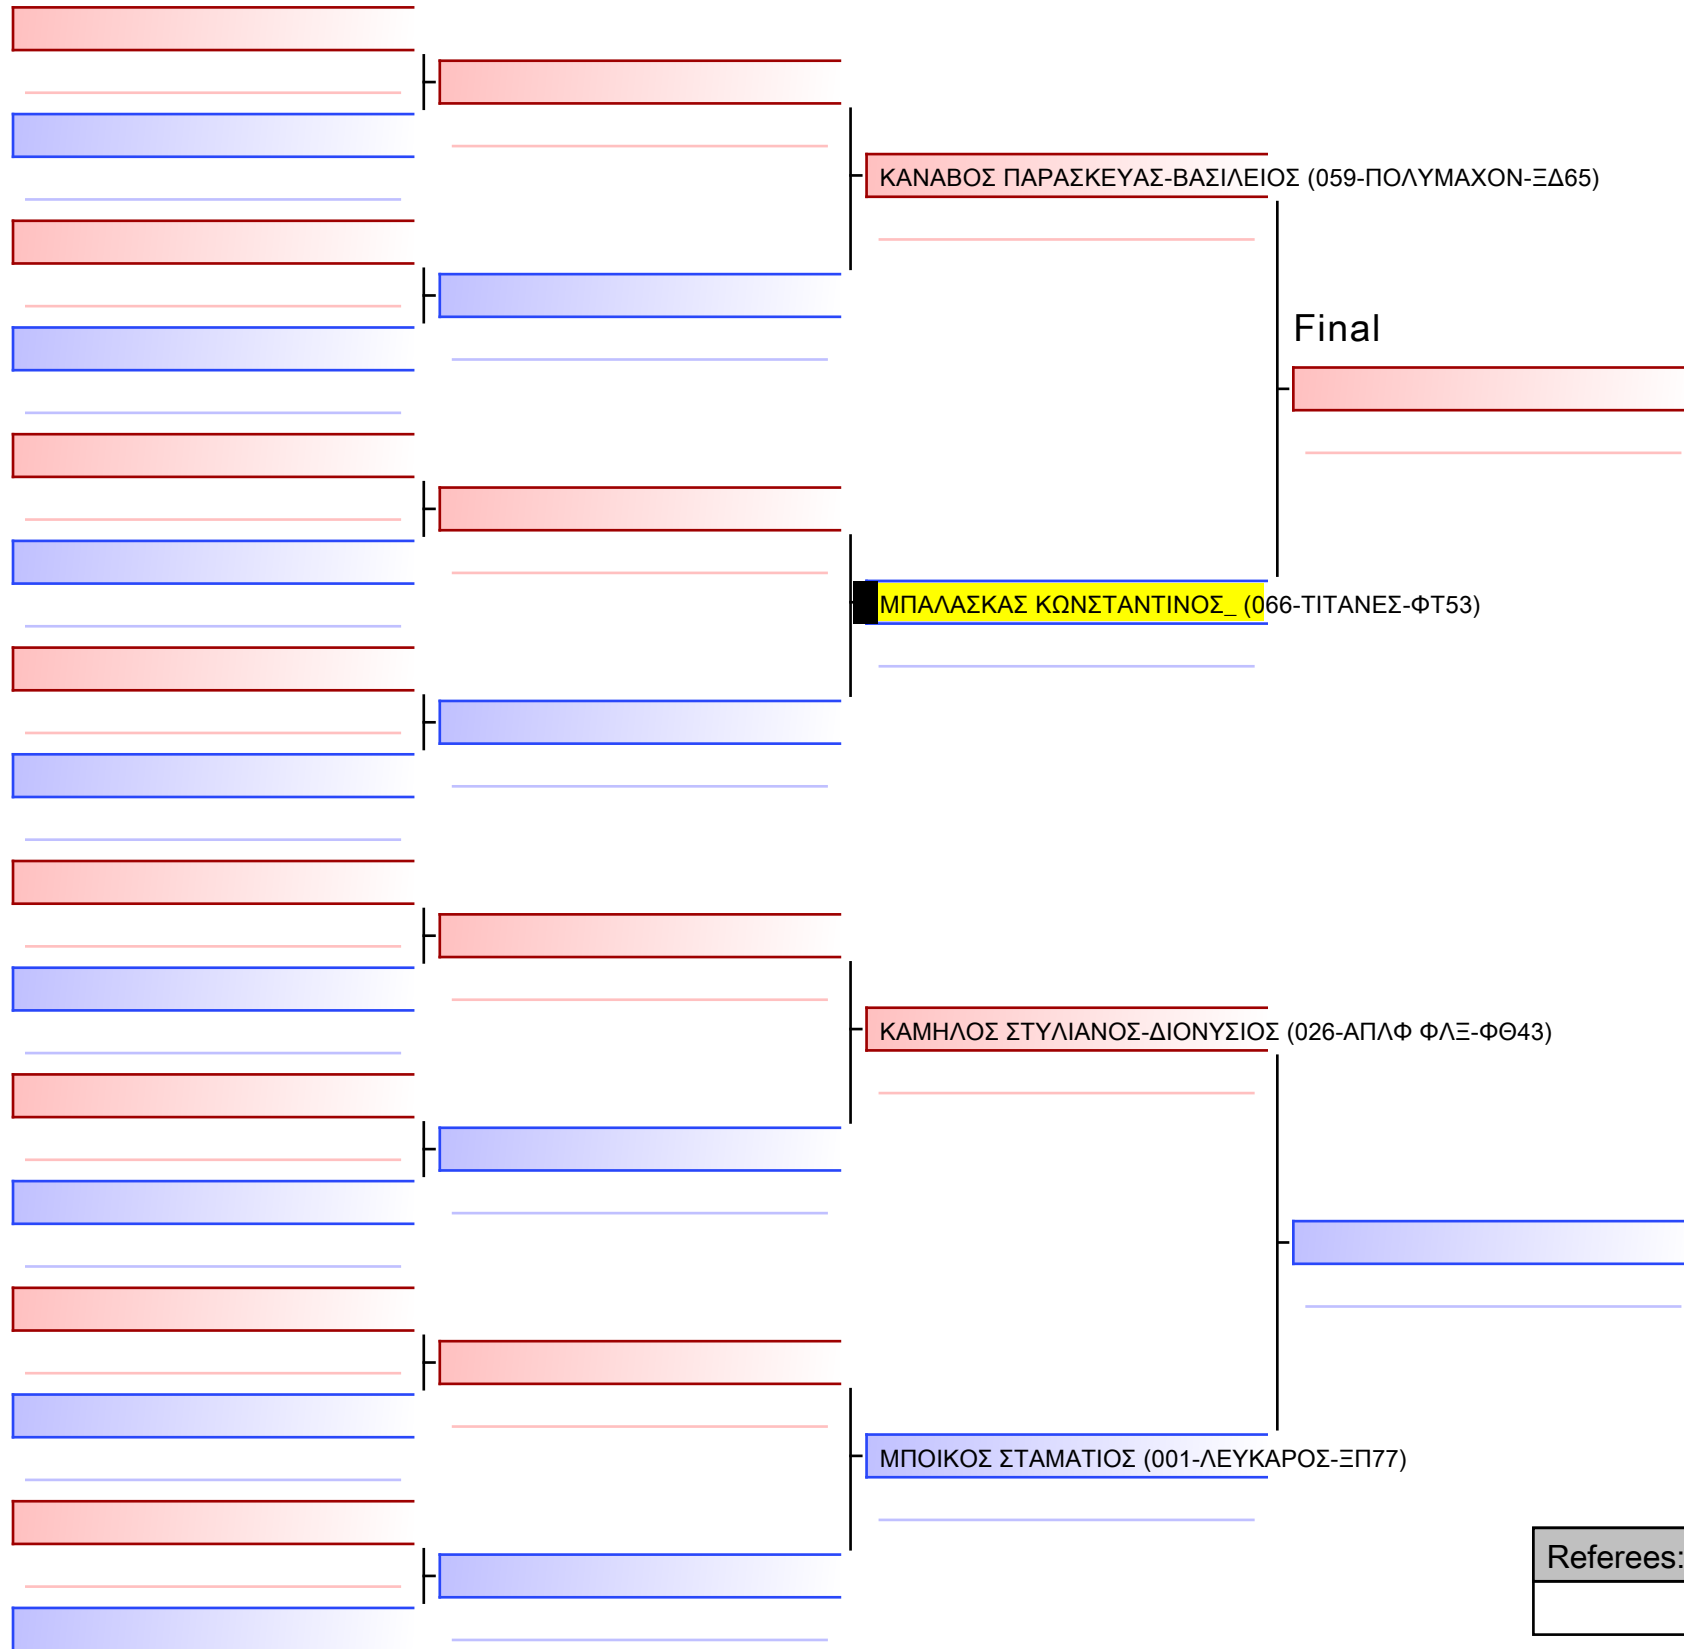 ΚΑΝΑΒΟΣ ΠΑΡΑΣΚΕΥΑΣ-ΒΑΣΙΛΕΙΟΣ (059-ΠΟΛΥΜΑΧΟΝ-ΞΔ65)
Final
ΜΠΑΛΑΣΚΑΣ ΚΩΝΣΤΑΝΤΙΝΟΣ_ (066-ΤΙΤΑΝΕΣ-ΦΤ53)
ΚΑΜΗΛΟΣ ΣΤΥΛΙΑΝΟΣ-ΔΙΟΝΥΣΙΟΣ (026-ΑΠΛΦ ΦΛΞ-ΦΘ43)
ΜΠΟΙΚΟΣ ΣΤΑΜΑΤΙΟΣ (001-ΛΕΥΚΑΡΟΣ-ΞΠ77)
Referees: